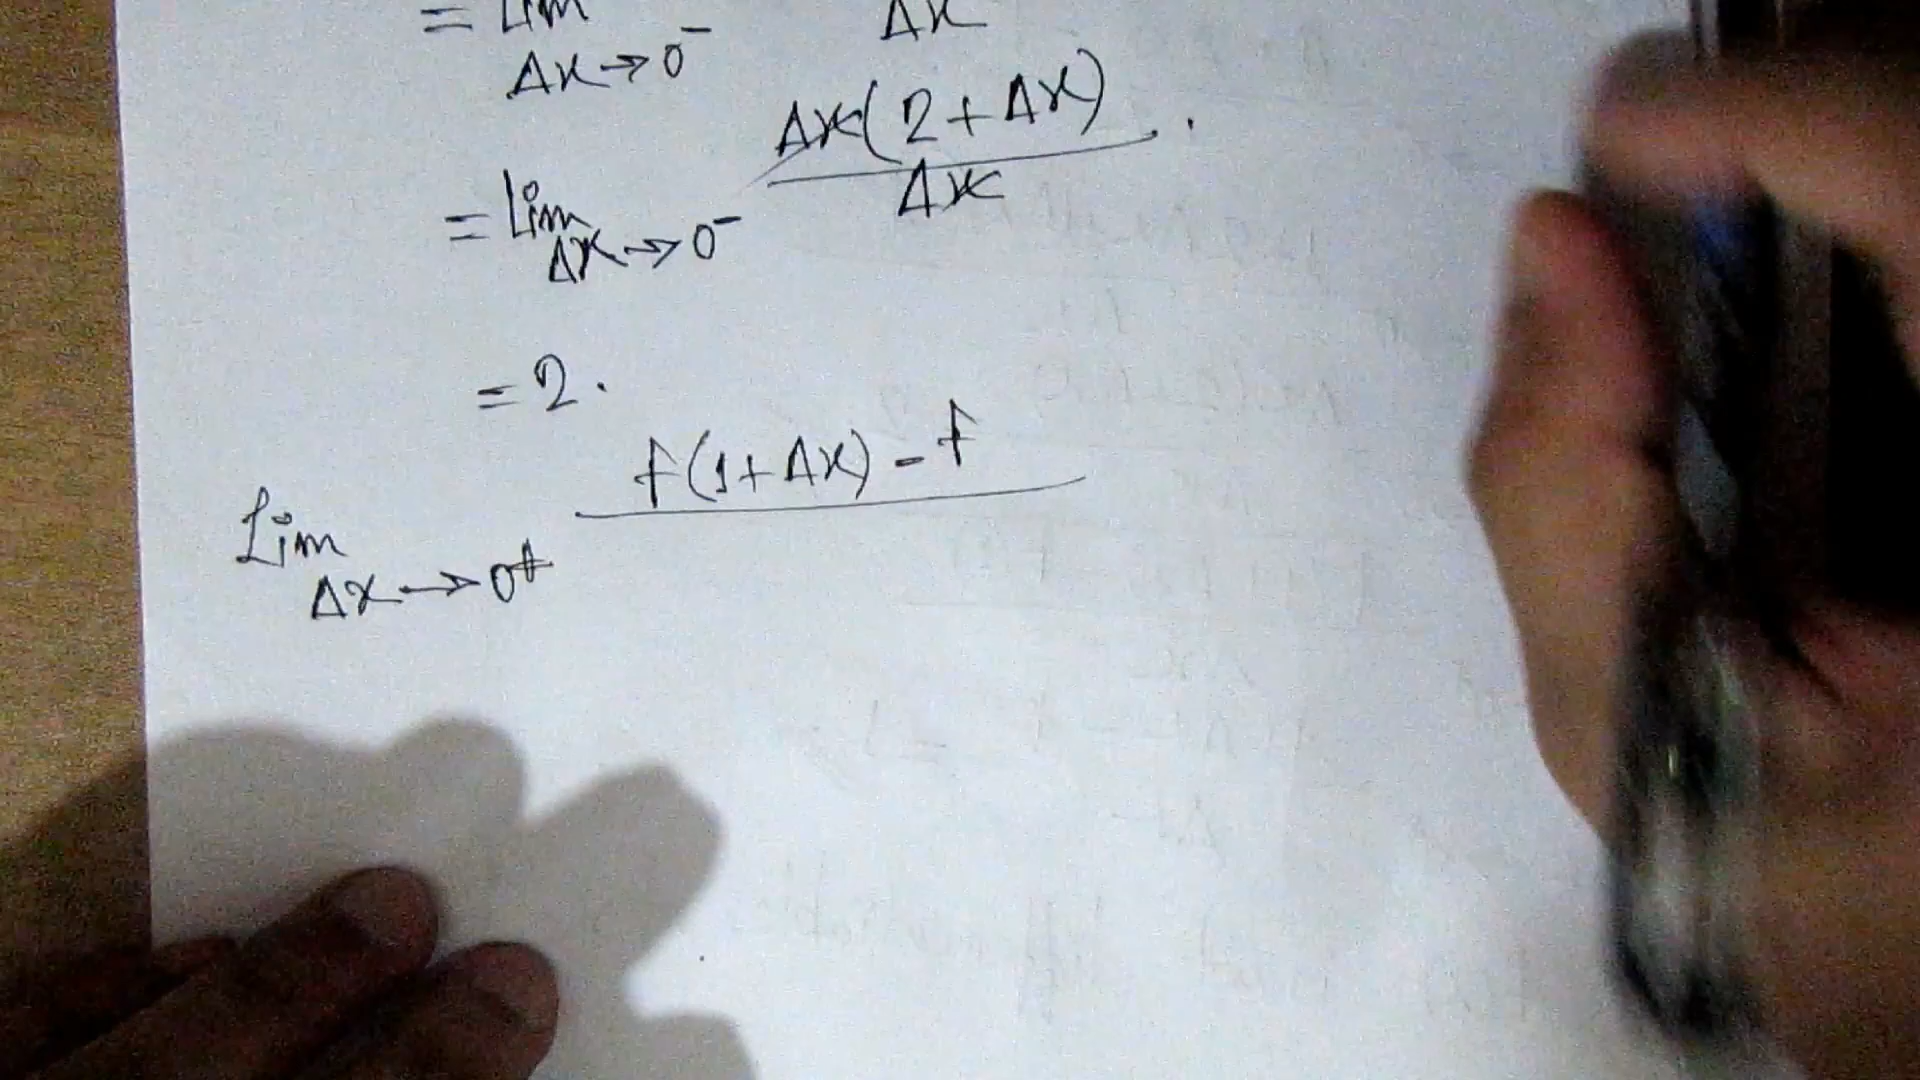 = Lim Δx
Δx→0⁻
Δx(2+Δx) .
= Lim Δx
Δx→0⁻
= 2 .
f(1+Δx) - f
Lim
Δx→0⁺